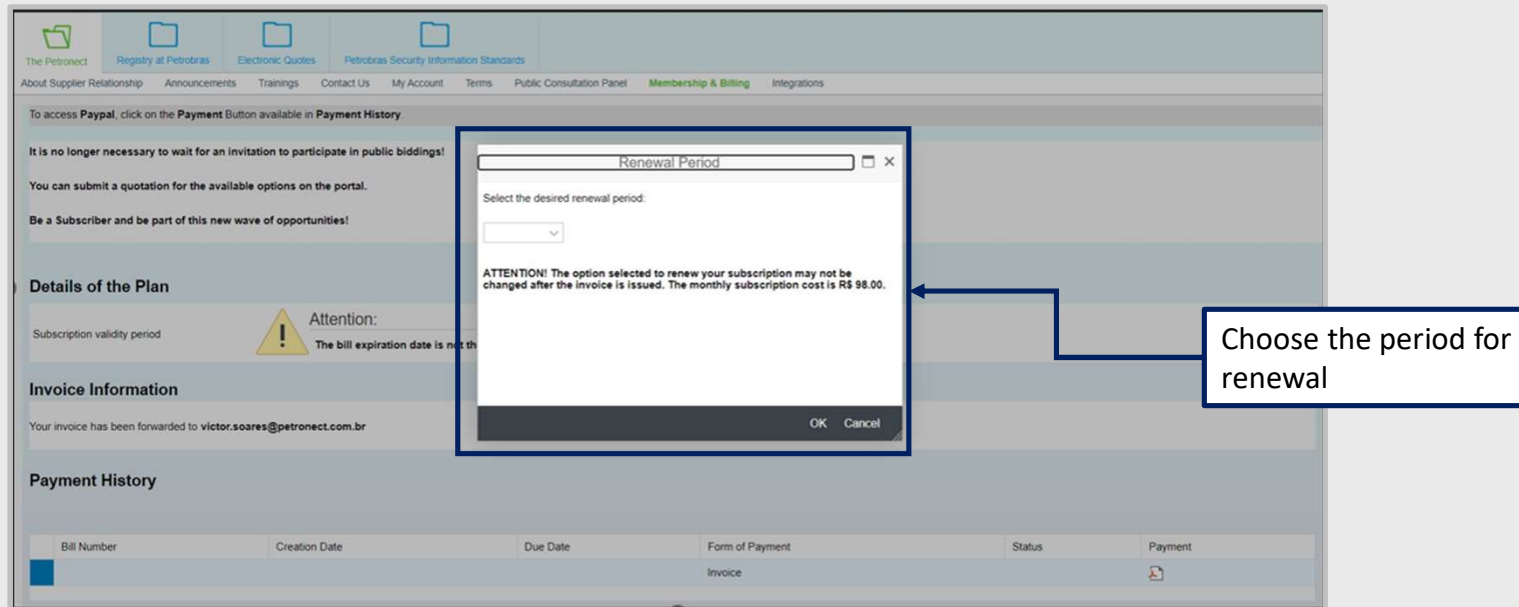 The Petronect
Registry at Petrobras
Electronic Quotes
Petrobras Security Information Standards
About Supplier Relationship Announcements Trainings Contact Us My Account Terms Public Consultation Panel Membership & Billing Integrations
To access Paypal, click on the Payment Button available in Payment History.
It is no longer necessary to wait for an invitation to participate in public biddings!
You can submit a quotation for the available options on the portal.
Be a Subscriber and be part of this new wave of opportunities!
Renewal Period
Select the desired renewal period:
ATTENTION! The option selected to renew your subscription may not be
changed after the invoice is issued. The monthly subscription cost is R$ 98.00.
OK Cancel
Choose the period for
renewal
Details of the Plan
Subscription validity period
Attention:
The bill expiration date is not
Invoice Information
Your invoice has been forwarded to victor.soares@petronect.com.br
Payment History
Bill Number Creation Date Due Date Form of Payment Status Payment
Invoice